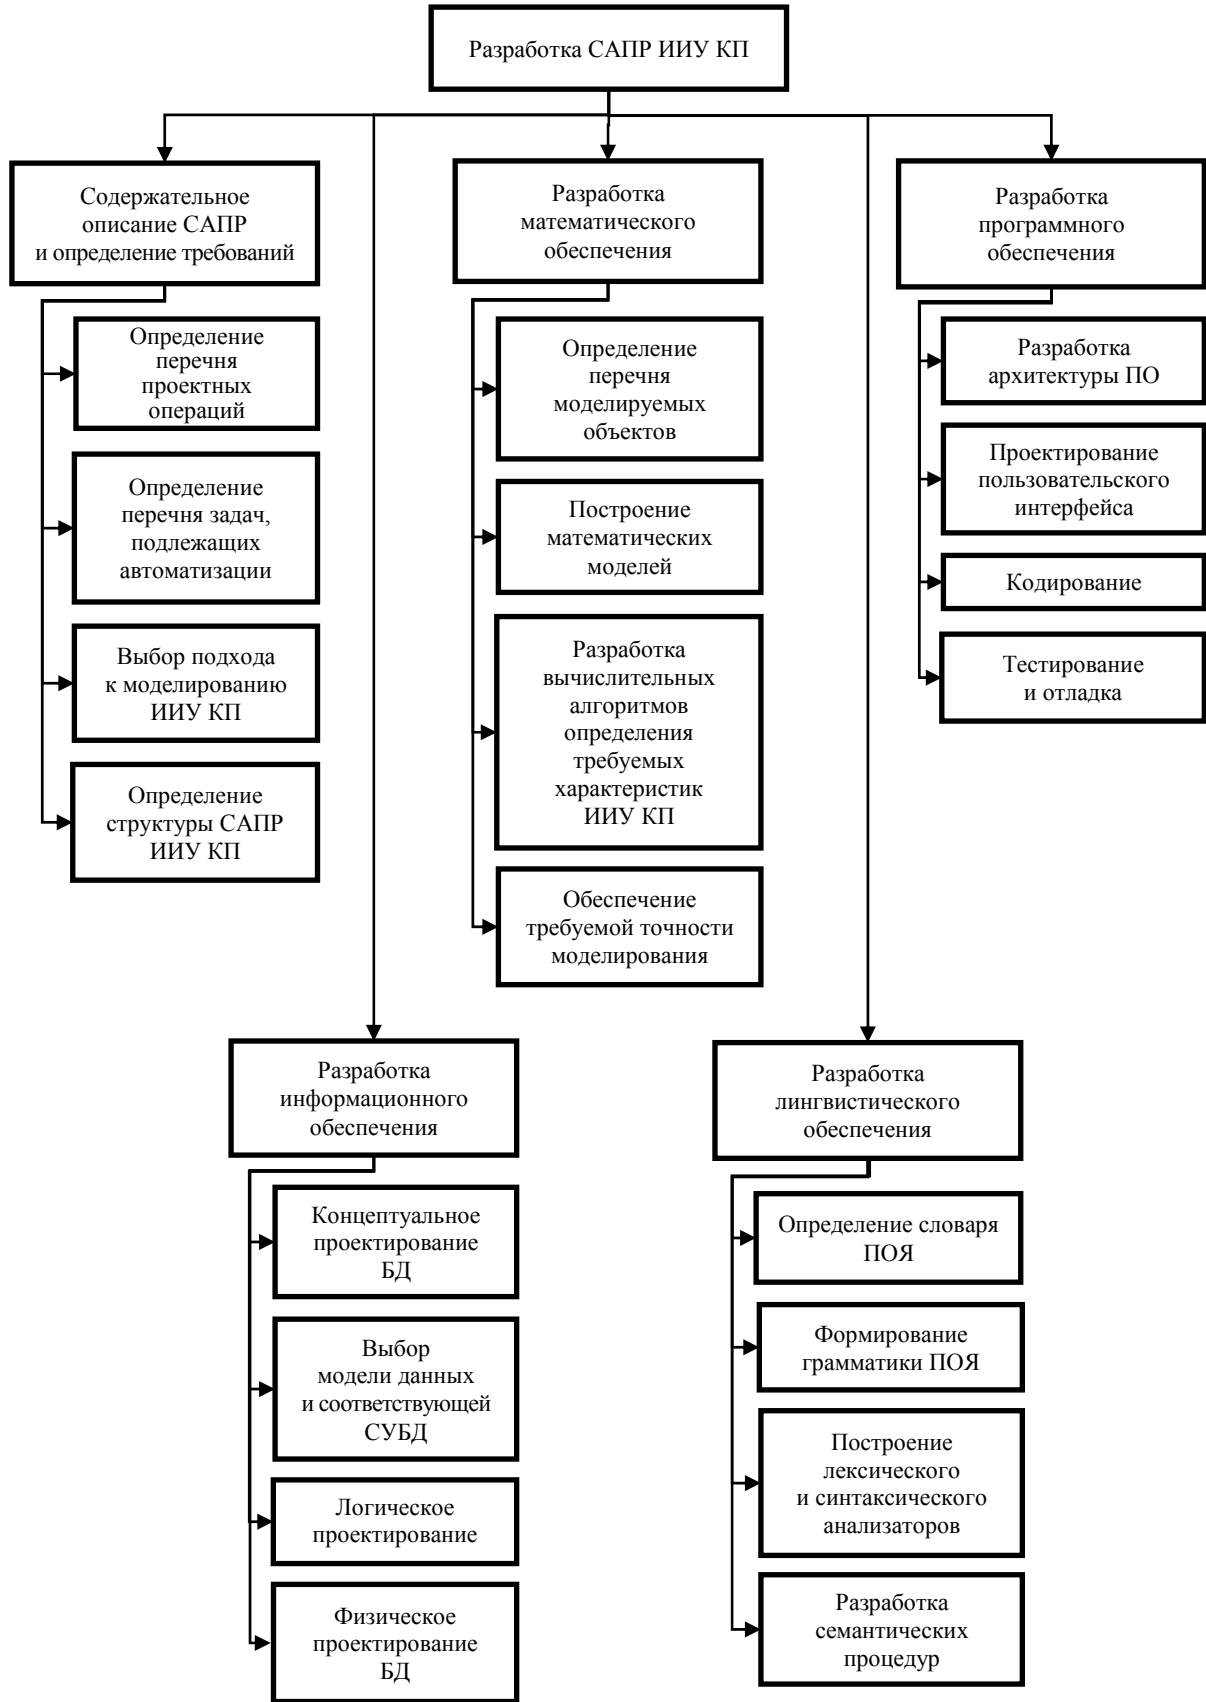 Разработка САПР ИИУ КП
Содержательное
описание САПР
и определение требований
Определение
перечня
проектных
операций
Определение
перечня задач,
подлежащих
автоматизации
Выбор подхода
к моделированию
ИИУ КП
Определение
структуры САПР
ИИУ КП
Разработка
математического
обеспечения
Определение
перечня
моделируемых
объектов
Построение
математических
моделей
Разработка
вычислительных
алгоритмов
определения
требуемых
характеристик
ИИУ КП
Обеспечение
требуемой точности
моделирования
Разработка
программного
обеспечения
Разработка
архитектуры ПО
Проектирование
пользовательского
интерфейса
Кодирование
Тестирование
и отладка
Разработка
информационного
обеспечения
Концептуальное
проектирование
БД
Выбор
модели данных
и соответствующей
СУБД
Логическое
проектирование
Физическое
проектирование
БД
Разработка
лингвистического
обеспечения
Определение словаря
ПОЯ
Формирование
грамматики ПОЯ
Построение
лексического
и синтаксического
анализаторов
Разработка
семантических
процедур